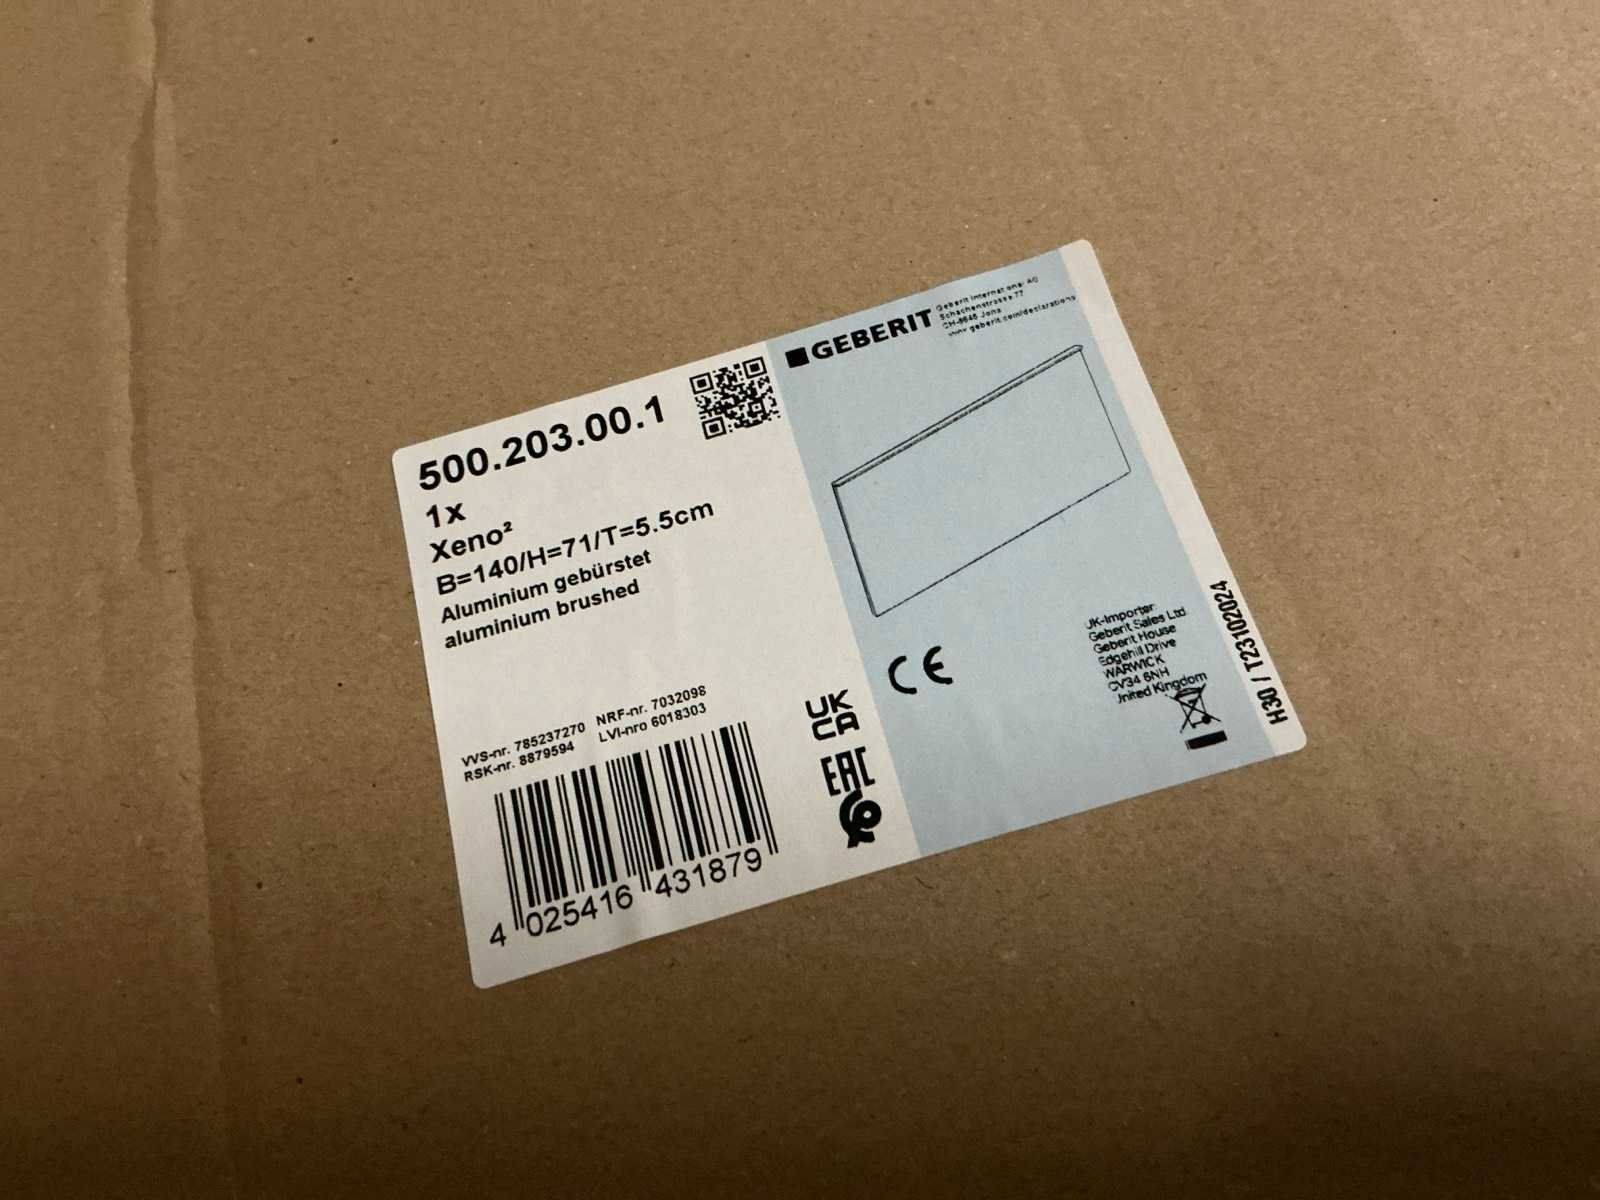 500.203.00.1
1x
Xeno²
B=140/H=71/T=5.5cm
Aluminium gebürstet
aluminium brushed
VVS-nr. 785237270 NRF-nr. 7032098
RSK-nr. 8879594 LVI-nro 6018303
4 025416 431879
GEBERIT
Geberit International AG
Schachenstrasse 77
CH-8645 Jona
www.geberit.com/declarations
CE
UK
CA
EAC
UK-Importer:
Geberit Sales Ltd
Geberit House
Edgehill Drive
WARWICK
CV34 6NH
United Kingdom
H30 / T23102024